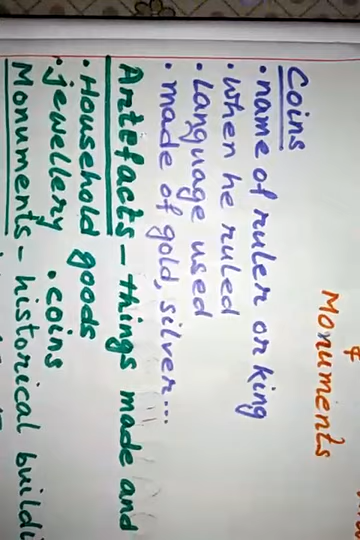 Monuments
Coins
• name of ruler or king
• when he ruled
• Language used
• made of gold, silver...
Artefacts - things made and
• Household goods
• jewellery • coins
Monuments - historical buildi